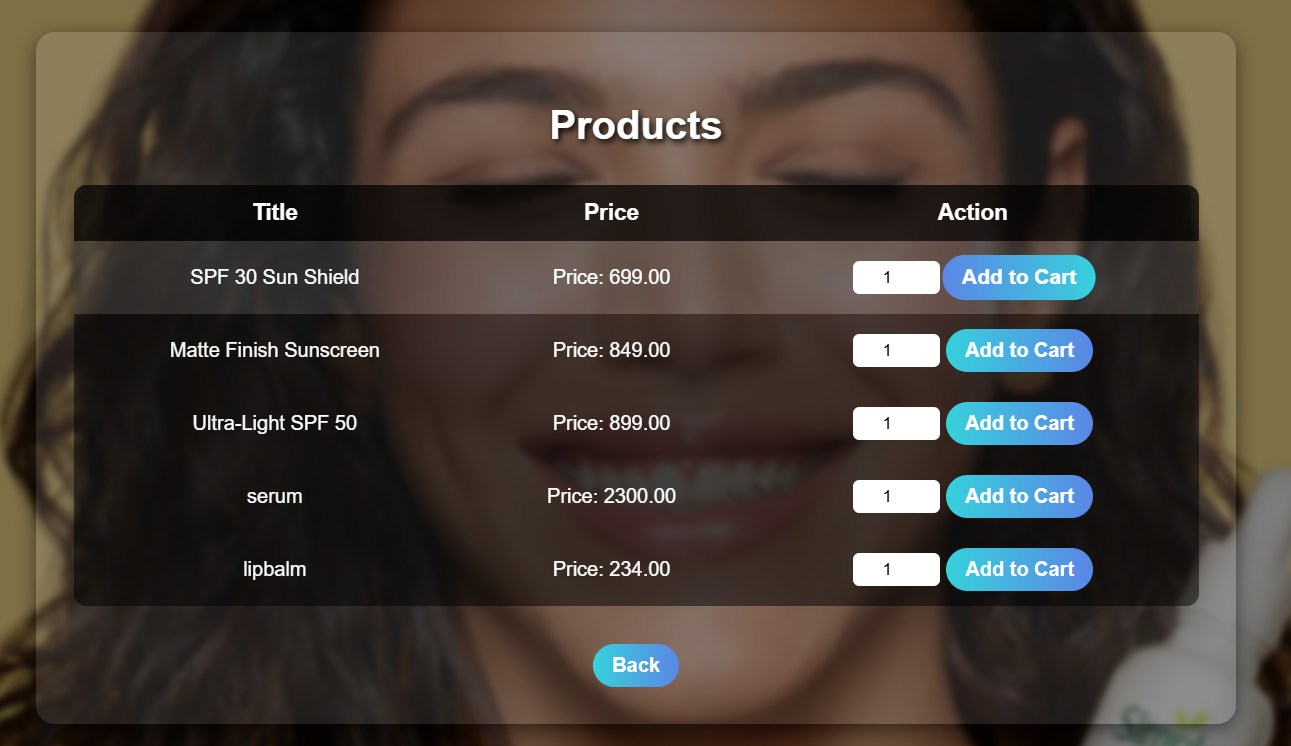 Products
Title Price Action
SPF 30 Sun Shield Price: 699.00 1 Add to Cart
Matte Finish Sunscreen Price: 849.00 1 Add to Cart
Ultra-Light SPF 50 Price: 899.00 1 Add to Cart
serum Price: 2300.00 1 Add to Cart
lipbalm Price: 234.00 1 Add to Cart
Back